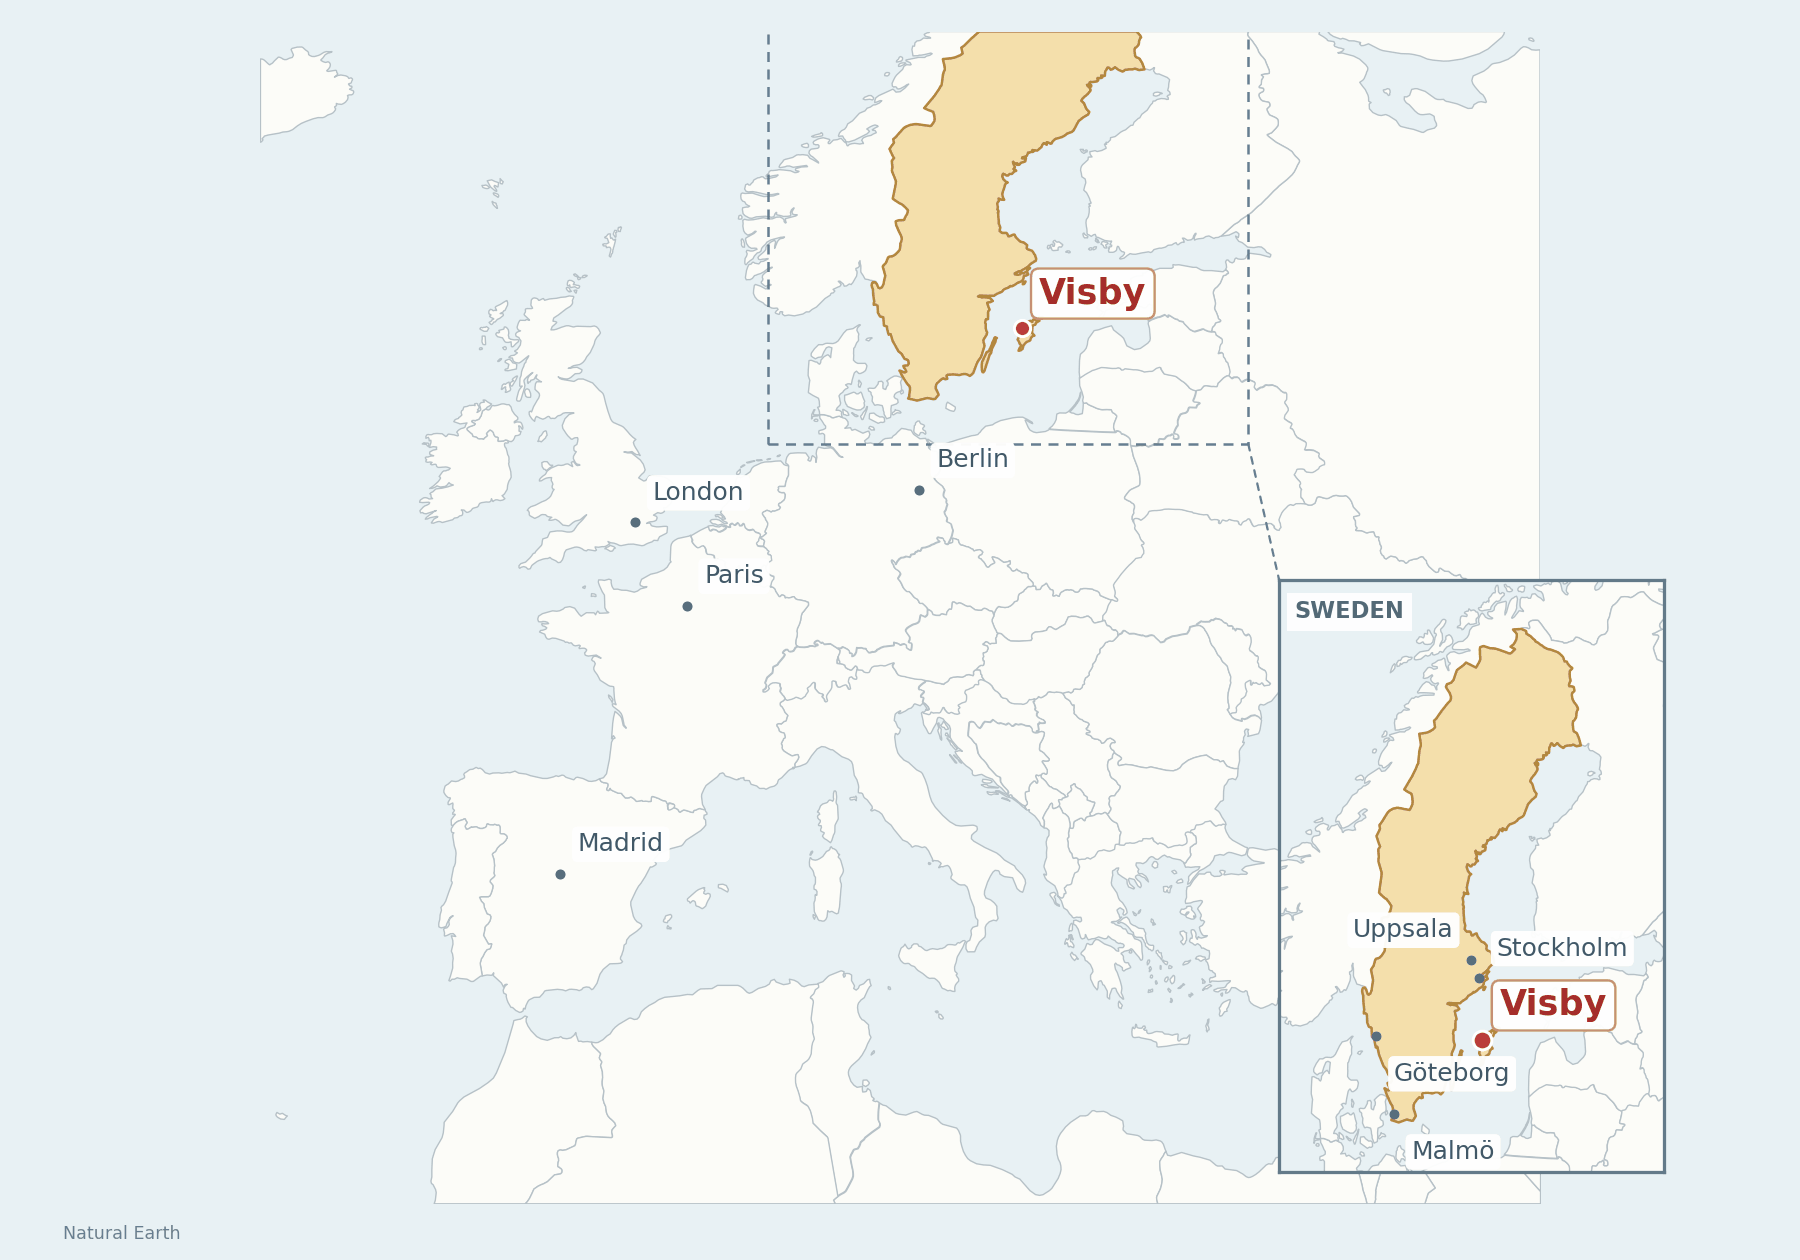 Visby
Berlin
London
Paris
Madrid
SWEDEN
Uppsala
Stockholm
Visby
Göteborg
Malmö
Natural Earth